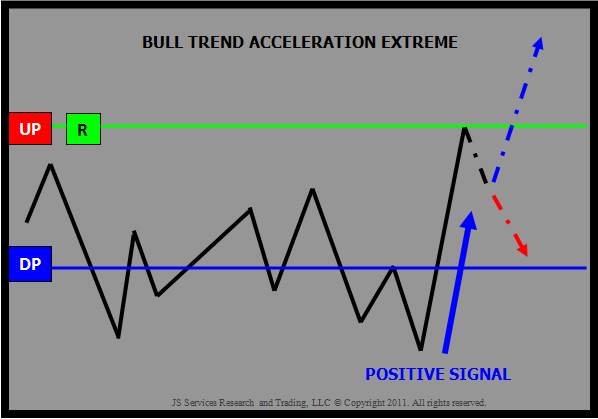 BULL TREND ACCELERATION EXTREME
UP R
DP
POSITIVE SIGNAL
JS Services Research and Trading, LLC © Copyright 2011. All rights reserved.